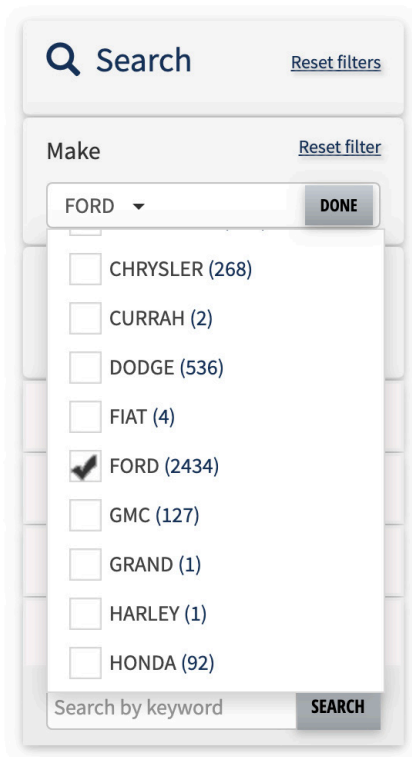 Search Reset filters
Make Reset filter
FORD DONE
CHRYSLER (268)
CURRAH (2)
DODGE (536)
FIAT (4)
FORD (2434)
GMC (127)
GRAND (1)
HARLEY (1)
HONDA (92)
Search by keyword SEARCH